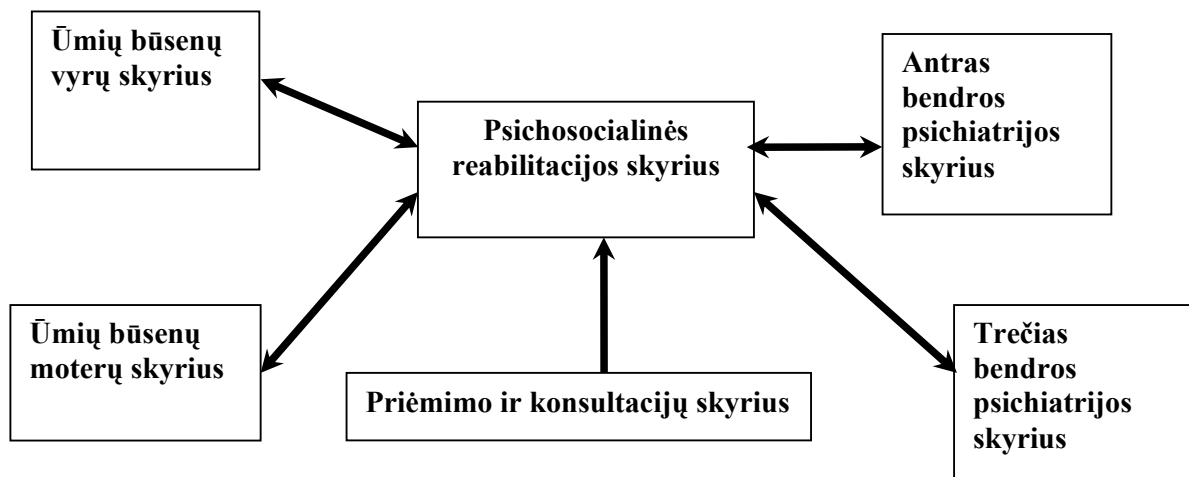 Ūmių būsenų
vyrų skyrius
Psichosocialinės
reabilitacijos skyrius
Antras
bendros
psichiatrijos
skyrius
Ūmių būsenų
moterų skyrius
Priėmimo ir konsultacijų skyrius
Trečias
bendros
psichiatrijos
skyrius